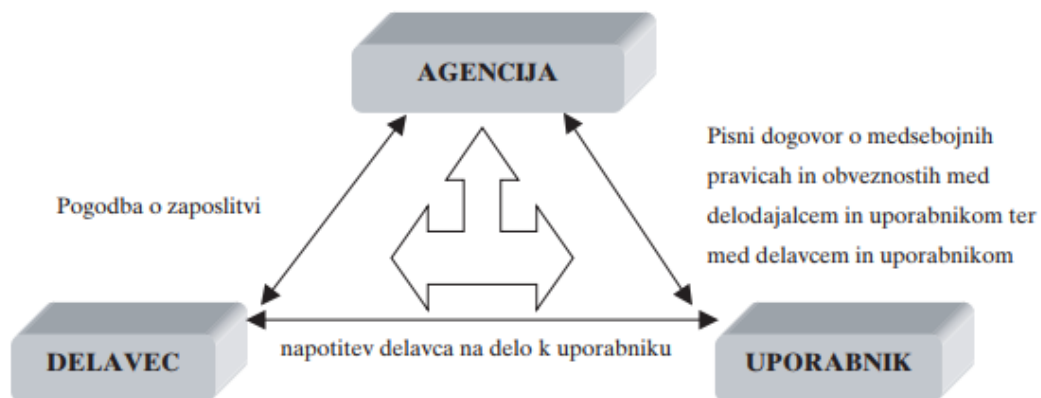 AGENCIJA
Pisni dogovor o medsebojnih
pravicah in obveznostih med
delodajalcem in uporabnikom ter
med delavcem in uporabnikom
Pogodba o zaposlitvi
DELAVEC
napotitev delavca na delo k uporabniku
UPORABNIK